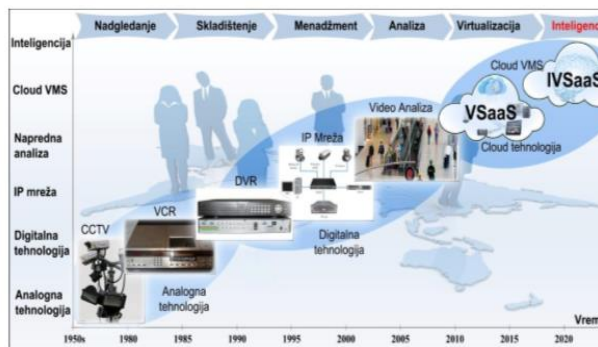 Nadgledanje
Skladištenje
Menadžment
Analiza
Virtualizacija
Inteligenc
Inteligencija
Cloud VMS
Napredna
analiza
IP mreža
Digitalna
tehnologija
Analogna
tehnologija
CCTV
VCR
DVR
IP Mreža
Video Analiza
Cloud VMS
IVSaaS
VSaaS
Cloud tehnologija
Digitalna
tehnologija
Analogna
tehnologija
Vrem
1950s
1980
1985
1990
1995
2000
2005
2010
2015
2020